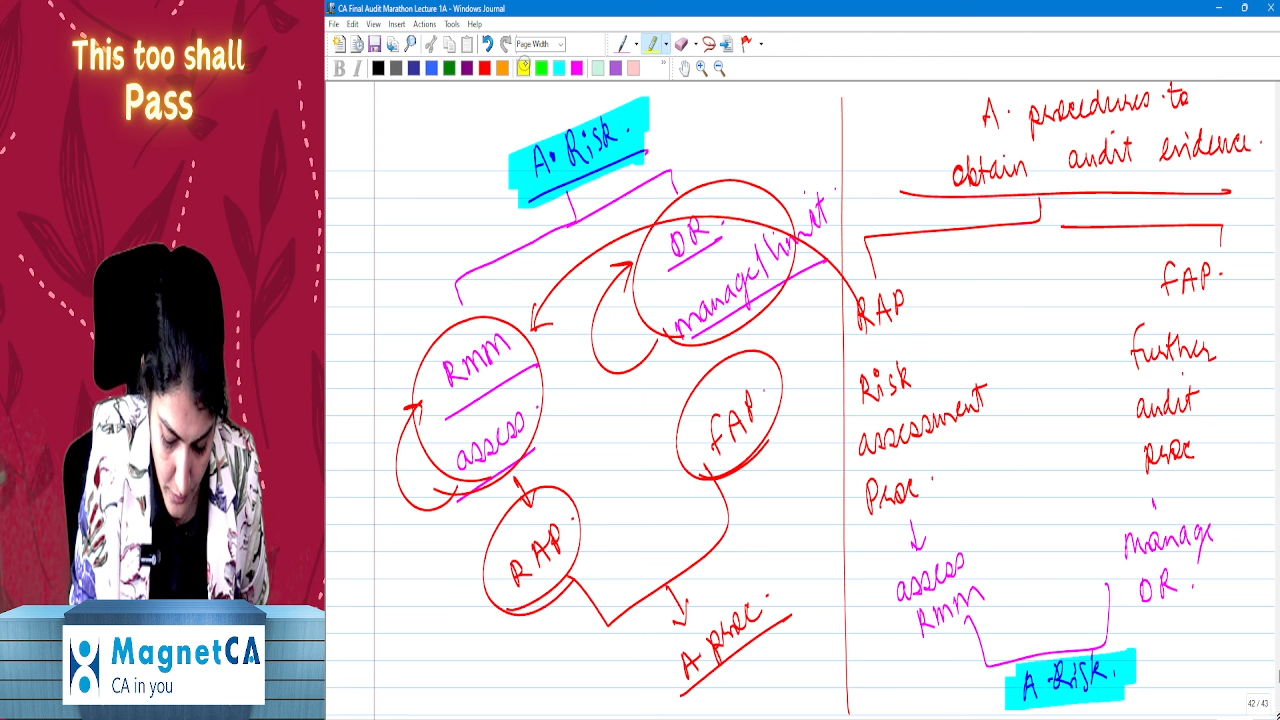 This too shall
Pass
MagnetCA
CA in you
CA Final Audit Marathon Lecture 1A - Windows Journal
File Edit View Insert Actions Tools Help
Page Width
B I
A. Risk.
RMM
assess.
DR.
manage/limit.
RAP.
FAP.
A proc.
A. procedures to
obtain audit evidence.
RAP
Risk
assessment
Proc.
assess
RMM
FAP.
further
audit
proc
manage
DR.
A Risk.
42 / 43